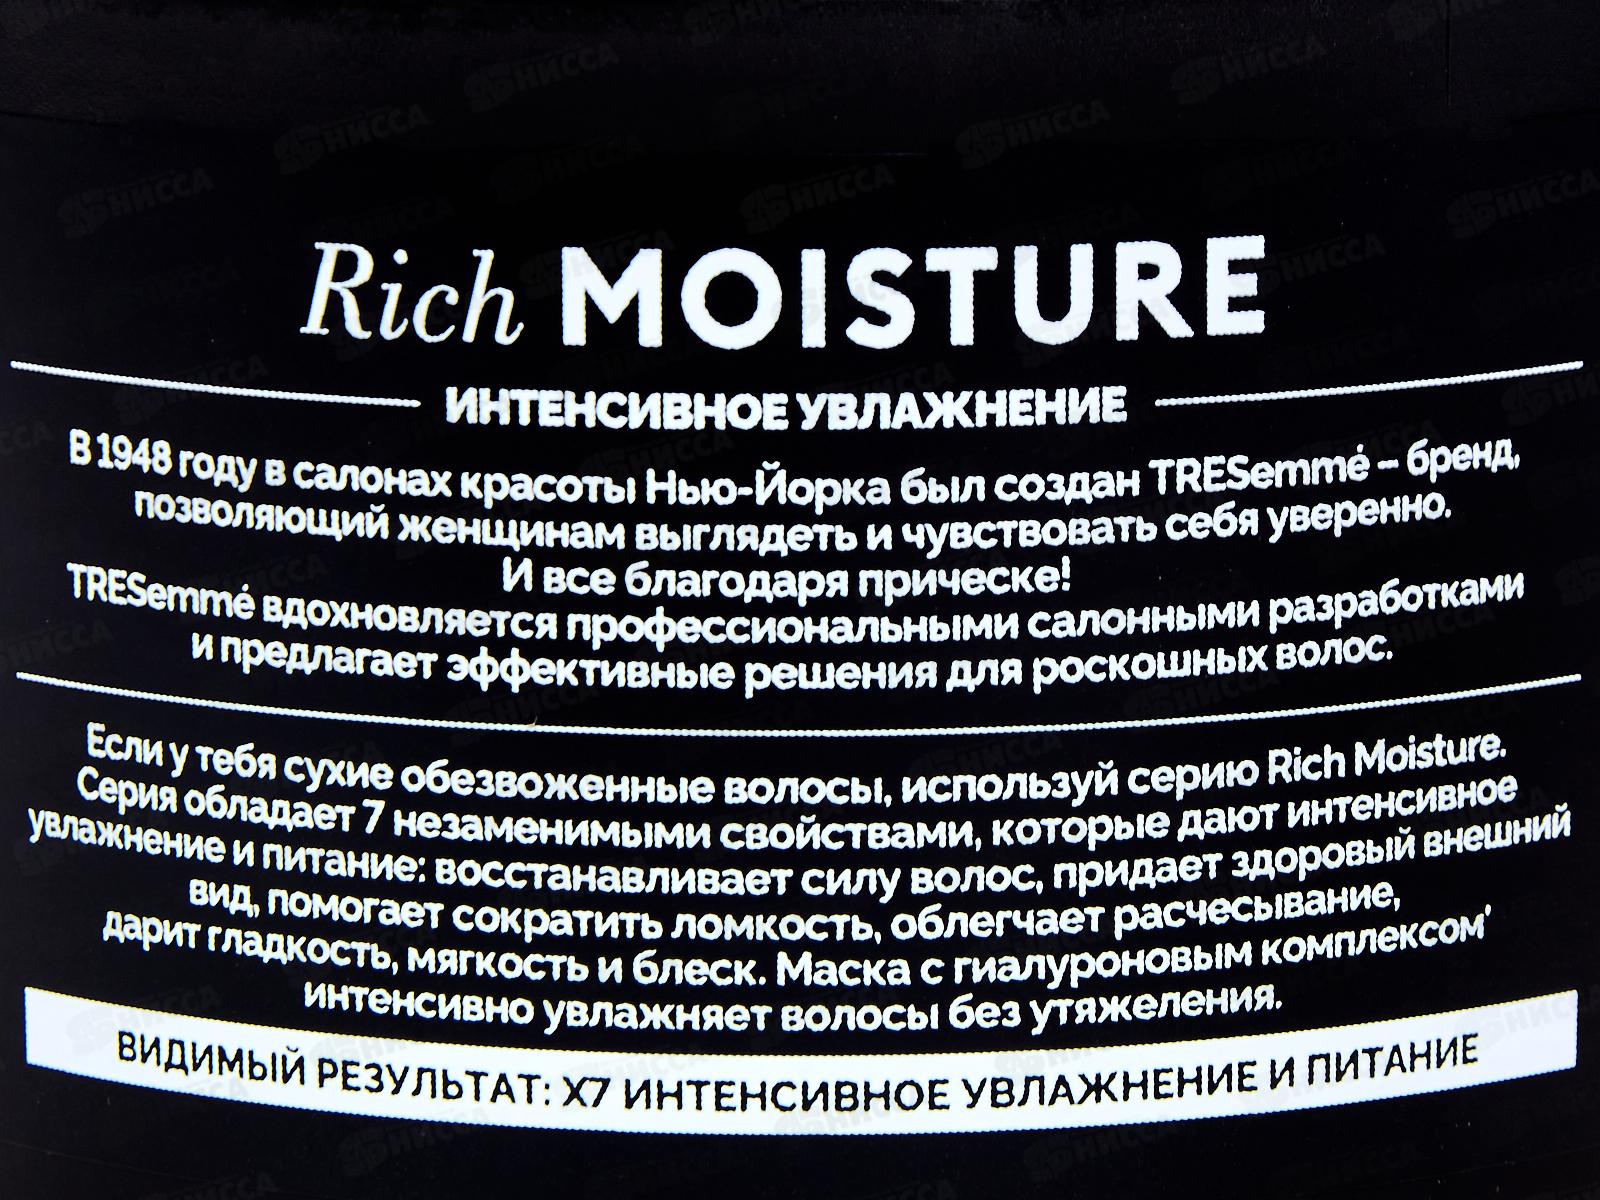 Rich MOISTURE
ИНТЕНСИВНОЕ УВЛАЖНЕНИЕ
В 1948 году в салонах красоты Нью-Йорка был создан TRESemmé – бренд,
позволяющий женщинам выглядеть и чувствовать себя уверенно.
И все благодаря прическе!
TRESemmé вдохновляется профессиональными салонными разработками
и предлагает эффективные решения для роскошных волос.
Если у тебя сухие обезвоженные волосы, используй серию Rich Moisture.
Серия обладает 7 незаменимыми свойствами, которые дают интенсивное
увлажнение и питание: восстанавливает силу волос, придает здоровый внешний
вид, помогает сократить ломкость, облегчает расчесывание,
дарит гладкость, мягкость и блеск. Маска с гиалуроновым комплексом'
интенсивно увлажняет волосы без утяжеления.
ВИДИМЫЙ РЕЗУЛЬТАТ: X7 ИНТЕНСИВНОЕ УВЛАЖНЕНИЕ И ПИТАНИЕ